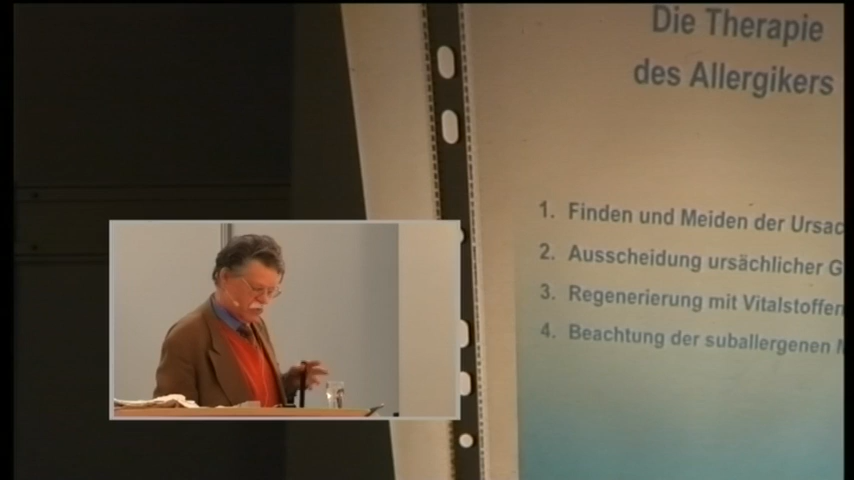 Die Therapie
des Allergikers
1. Finden und Meiden der Ursac
2. Ausscheidung ursächlicher G
3. Regenerierung mit Vitalstoffen
4. Beachtung der suballergenen